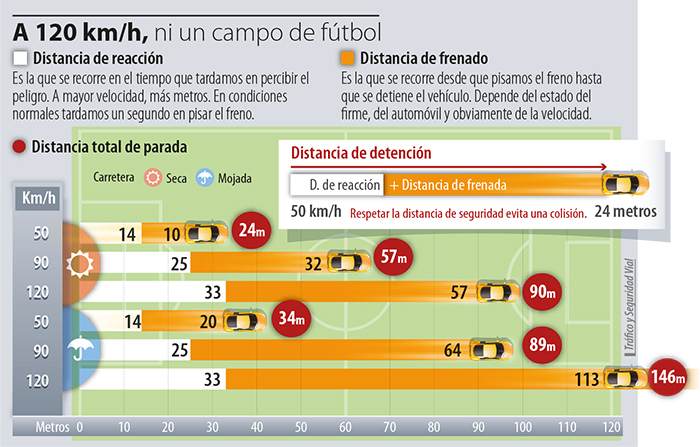 A 120 km/h, ni un campo de fútbol
Distancia de reacción
Es la que se recorre en el tiempo que tardamos en percibir el
peligro. A mayor velocidad, más metros. En condiciones
normales tardamos un segundo en pisar el freno.
Distancia de frenado
Es la que se recorre desde que pisamos el freno hasta
que se detiene el vehículo. Depende del estado del
firme, del automóvil y obviamente de la velocidad.
Distancia total de parada
Carretera Seca Mojada
Distancia de detención
D. de reacción + Distancia de frenada
50 km/h Respetar la distancia de seguridad evita una colisión. 24 metros
Km/h
50 14 10 24m
90 25 32 57m
120 33 57 90m
50 14 20 34m
90 25 64 89m
120 33 113 146m
Metros 0 10 20 30 40 50 60 70 80 90 100 110 120
Tráfico y Seguridad Vial